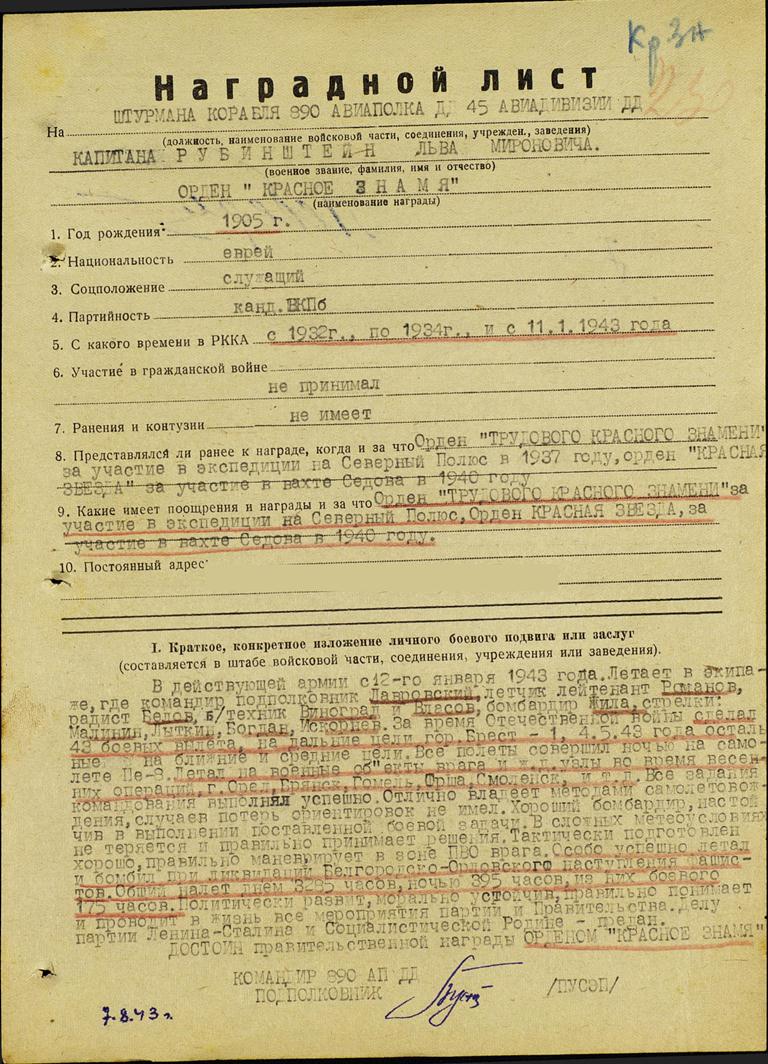 Кр Зн
230
Наградной лист
ШТУРМАНА КОРАБЛЯ 890 АВИАПОЛКА ДД 45 АВИАДИВИЗИИ ДД
На
(должность, наименование войсковой части, соединения, учрежден., заведения)
КАПИТАНА РУБИНШТЕЙН ЛЬВА МИРОНОВИЧА.
(военное звание, фамилия, имя и отчество)
ОРДЕН " КРАСНОЕ ЗНАМЯ"
(наименование награды)
1. Год рождения 1905 г.
2. Национальность еврей
3. Соцположение служащий
4. Партийность канд.ВКПб
5. С какого времени в РККА с 1932г., по 1934г., и с 11.1.1943 года
6. Участие в гражданской войне
не принимал
7. Ранения и контузии не имеет
8. Представлялся ли ранее к награде, когда и за что Орден "ТРУДОВОГО КРАСНОГО ЗНАМЕНИ"
за участие в экспедиции на Северный Полюс в 1937 году, орден "КРАСНАЯ
ЗВЕЗДА" за участие в вахте Седова в 1940 году
9. Какие имеет поощрения и награды и за что Орден "ТРУДОВОГО КРАСНОГО ЗНАМЕНИ"за
участие в экспедиции на Северный Полюс, Орден КРАСНАЯ ЗВЕЗДА, за
участие в вахте Седова в 1940 году.
10. Постоянный адрес
I. Краткое, конкретное изложение личного боевого подвига или заслуг
(составляется в штабе войсковой части, соединения, учреждения или заведения).
В действующей армии с 12-го января 1943 года. Летает в экипа-
же, где командир подполковник Лавровский, летчик лейтенант Романов,
радист Белов, б/техник Виноград и Власов, бомбардир Жила, стрелки:
Малинин, Лыткин, Богдан, Искорнев. За время Отечественной войны сделал
43 боевых вылета, на дальние цели гор. Брест - 1, 4.5.43 года осталь
ные - на ближние и средние цели. Все полеты совершил ночью на само-
лете Пе-8. Летал на военные об"екты врага и ж.д. узлы во время весен-
них операций, г. Орел, Брянск, Гомель, Орша, Смоленск, и т.д. Все задания
командования выполнял успешно. Отлично владеет методами самолетовож-
дения, случаев потерь ориентировок не имел. Хороший бомбардир, настой
чив в выполнении поставленной боевой задачи. В сложных метеоусловиях
не теряется и правильно принимает решения. Тактически подготовлен
хорошо, правильно маневрирует в зоне ПВО врага. Особо успешно летал
и бомбил при ликвидации Белгородско-Орловского наступления фашис-
тов. Общий налет днем 3285 часов, ночью 395 часов, из них боевого
175 часов. Политически развит, морально устойчив, правильно понимает
и проводит в жизнь все мероприятия партии и Правительства. Делу
партии Ленина-Сталина и Социалистической Родине - предан.
ДОСТОИН правительственной награды ОРДЕНОМ "КРАСНОЕ ЗНАМЯ"
КОМАНДИР 890 АП ДД
ПОДПОЛКОВНИК /ПУСЭП/
7.8.43 г.